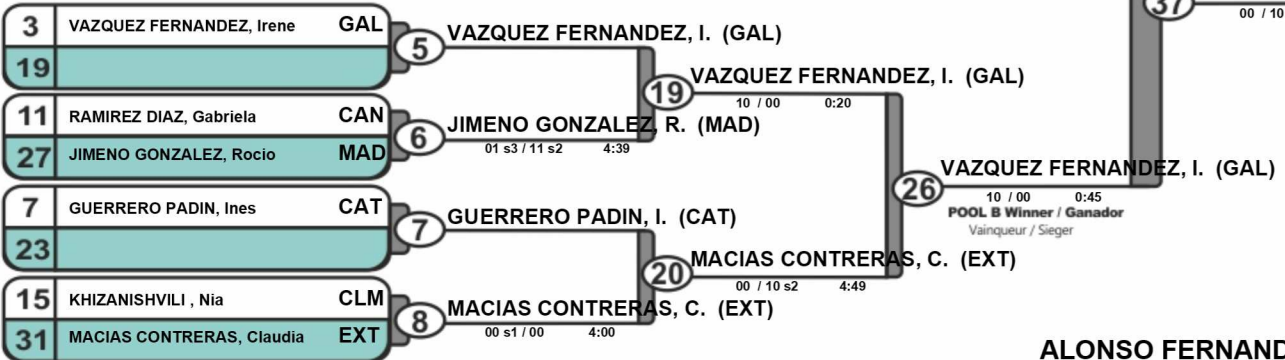 3 VAZQUEZ FERNANDEZ, Irene GAL
19
5
VAZQUEZ FERNANDEZ, I. (GAL)
11 RAMIREZ DIAZ, Gabriela CAN
27 JIMENO GONZALEZ, Rocio MAD
6
JIMENO GONZALEZ, R. (MAD)
01 s3 / 11 s2 4:39
19
VAZQUEZ FERNANDEZ, I. (GAL)
10 / 00 0:20
7 GUERRERO PADIN, Ines CAT
23
7
GUERRERO PADIN, I. (CAT)
15 KHIZANISHVILI , Nia CLM
31 MACIAS CONTRERAS, Claudia EXT
8
MACIAS CONTRERAS, C. (EXT)
00 s1 / 00 4:00
20
MACIAS CONTRERAS, C. (EXT)
00 / 10 s2 4:49
26
VAZQUEZ FERNANDEZ, I. (GAL)
10 / 00 0:45
POOL B Winner / Ganador
Vainqueur / Sieger
37
00 / 10
ALONSO FERNAND